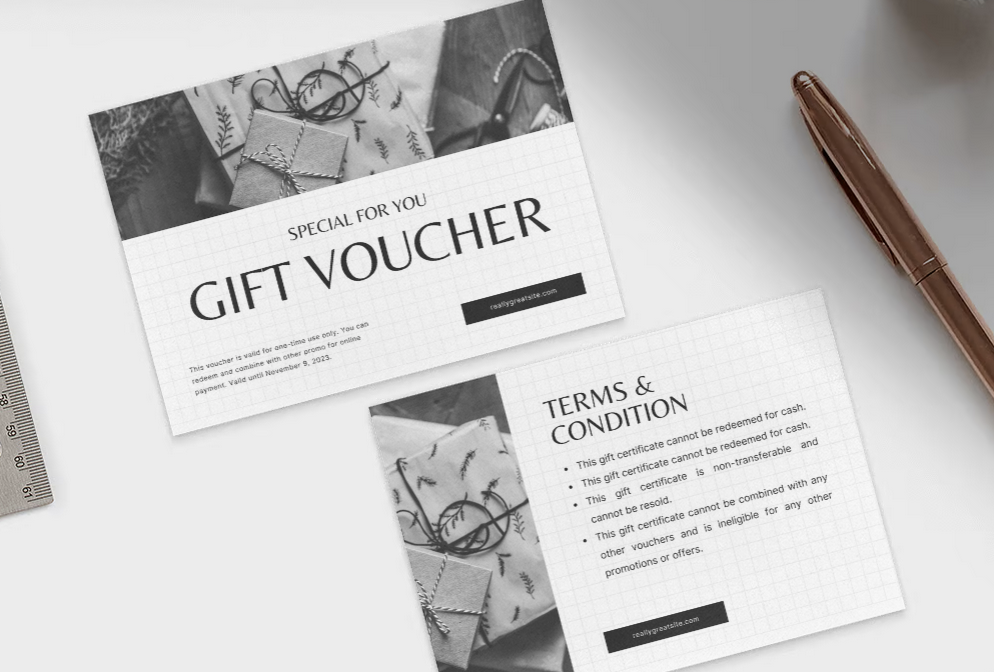 SPECIAL FOR YOU
GIFT VOUCHER
reallygreatsite.com
This voucher is valid for one-time use only. You can
redeem and combine with other promo for online
payment. Valid until November 9, 2023.
TERMS &
CONDITION
• This gift certificate cannot be redeemed for cash.
• This gift certificate cannot be redeemed for cash.
• This gift certificate is non-transferable and
cannot be resold.
• This gift certificate cannot be combined with any
other vouchers and is ineligible for any other
promotions or offers.
reallygreatsite.com
58
59
60
61